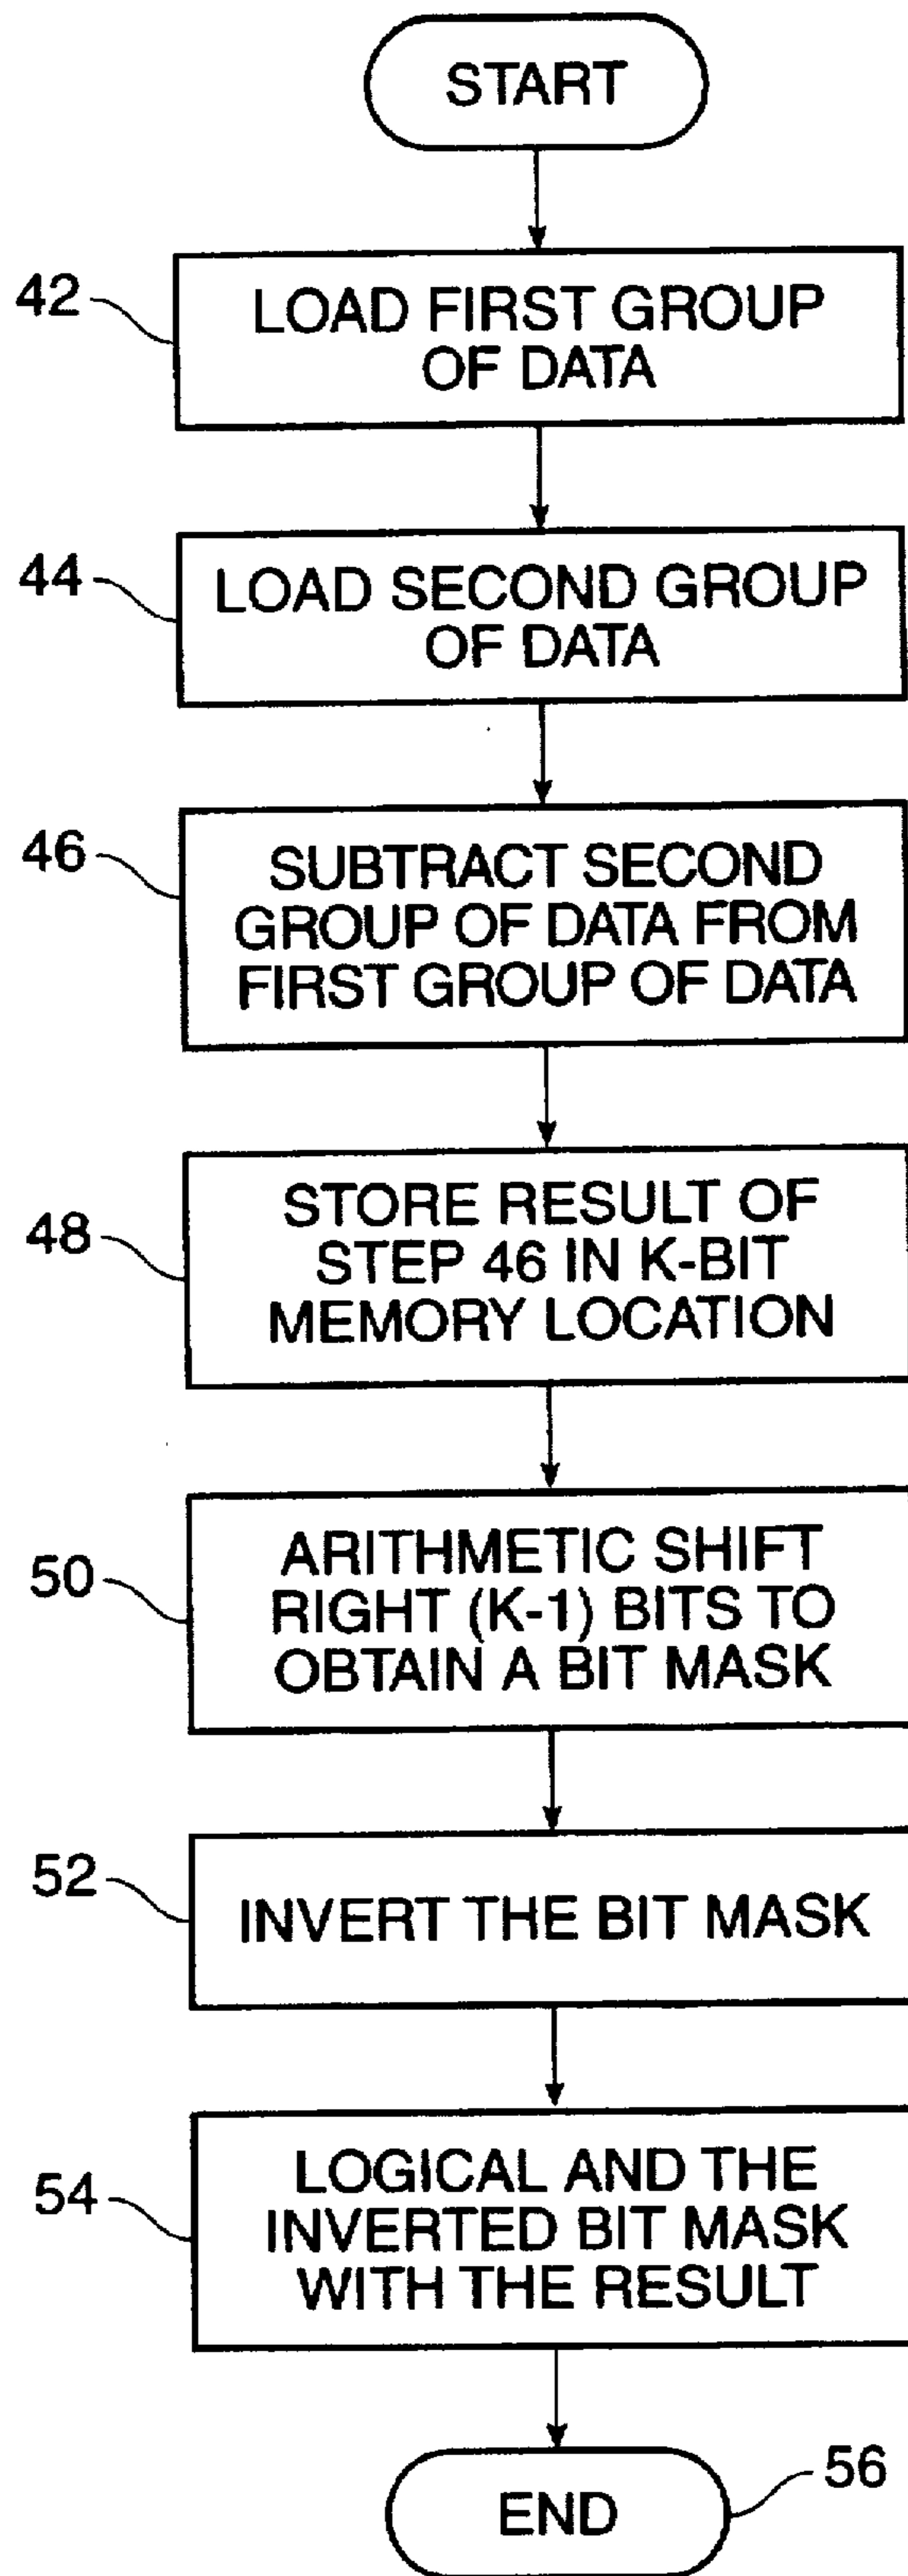 START
42
LOAD FIRST GROUP
OF DATA
44
LOAD SECOND GROUP
OF DATA
46
SUBTRACT SECOND
GROUP OF DATA FROM
FIRST GROUP OF DATA
48
STORE RESULT OF
STEP 46 IN K-BIT
MEMORY LOCATION
50
ARITHMETIC SHIFT
RIGHT (K-1) BITS TO
OBTAIN A BIT MASK
52
INVERT THE BIT MASK
54
LOGICAL AND THE
INVERTED BIT MASK
WITH THE RESULT
END
56